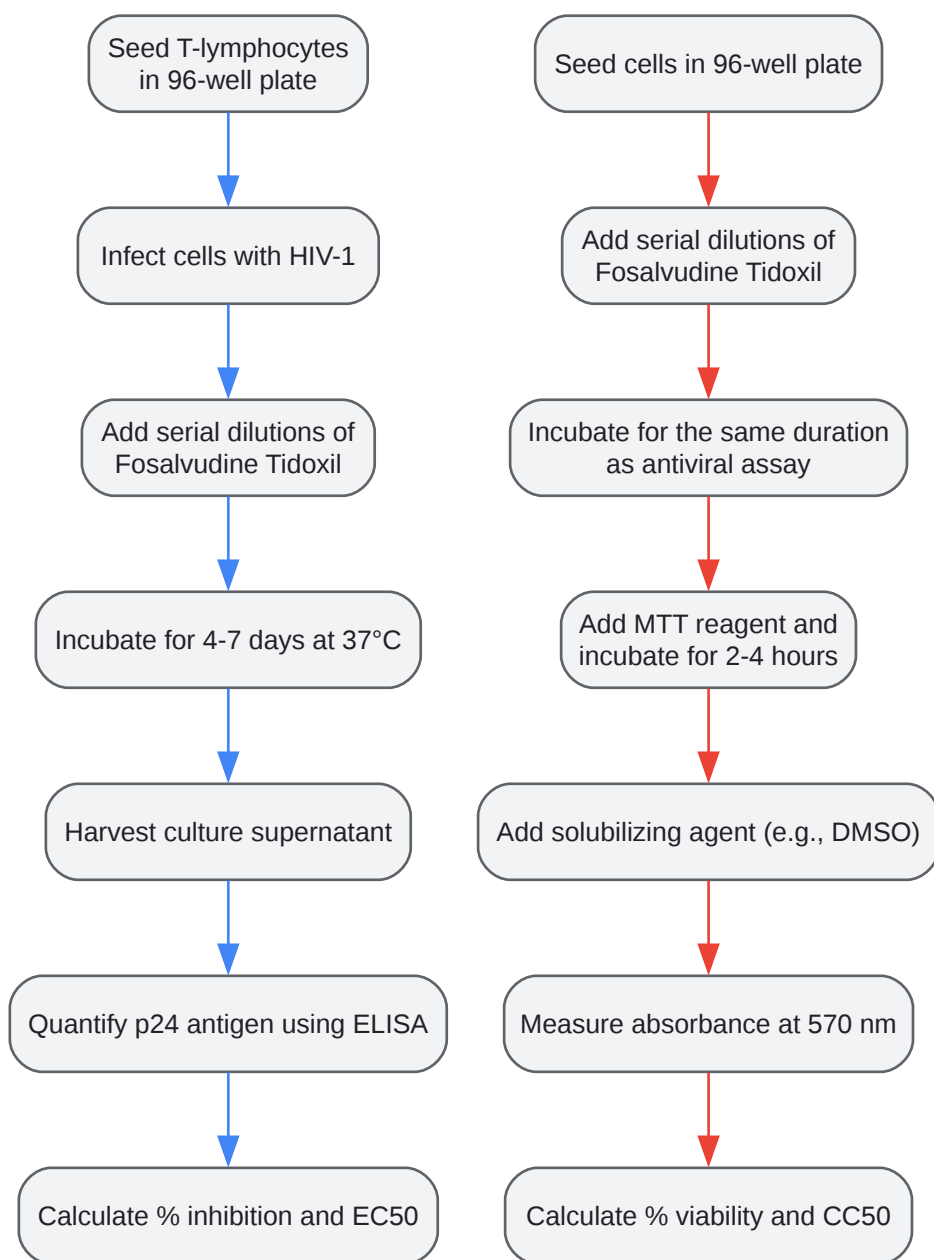 Seed T-lymphocytes
in 96-well plate
Infect cells with HIV-1
Add serial dilutions of
Fosalvudine Tidoxil
Incubate for 4-7 days at 37°C
Harvest culture supernatant
Quantify p24 antigen using ELISA
Calculate % inhibition and EC50
Seed cells in 96-well plate
Add serial dilutions of
Fosalvudine Tidoxil
Incubate for the same duration
as antiviral assay
Add MTT reagent and
incubate for 2-4 hours
Add solubilizing agent (e.g., DMSO)
Measure absorbance at 570 nm
Calculate % viability and CC50